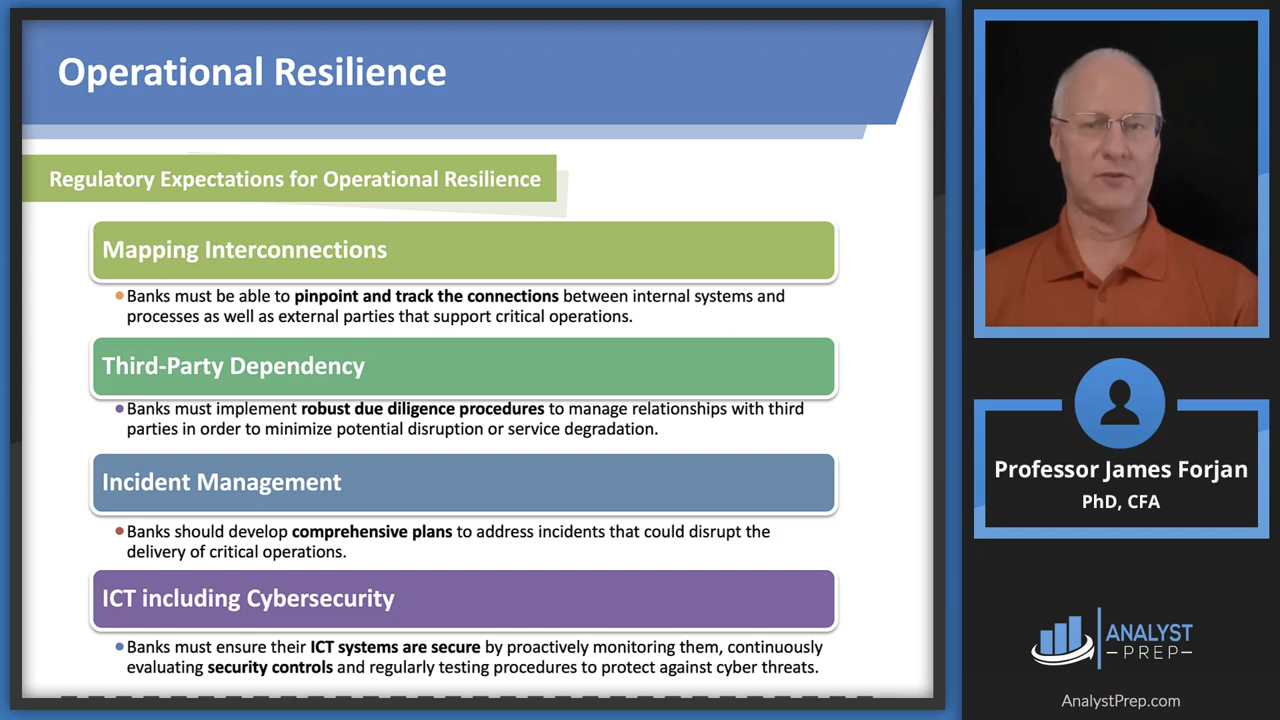 Operational Resilience
Regulatory Expectations for Operational Resilience
Mapping Interconnections
Banks must be able to pinpoint and track the connections between internal systems and
processes as well as external parties that support critical operations.
Third-Party Dependency
Banks must implement robust due diligence procedures to manage relationships with third
parties in order to minimize potential disruption or service degradation.
Incident Management
Banks should develop comprehensive plans to address incidents that could disrupt the
delivery of critical operations.
ICT including Cybersecurity
Banks must ensure their ICT systems are secure by proactively monitoring them, continuously
evaluating security controls and regularly testing procedures to protect against cyber threats.
Professor James Forjan
PhD, CFA
ANALYST
PREP
AnalystPrep.com